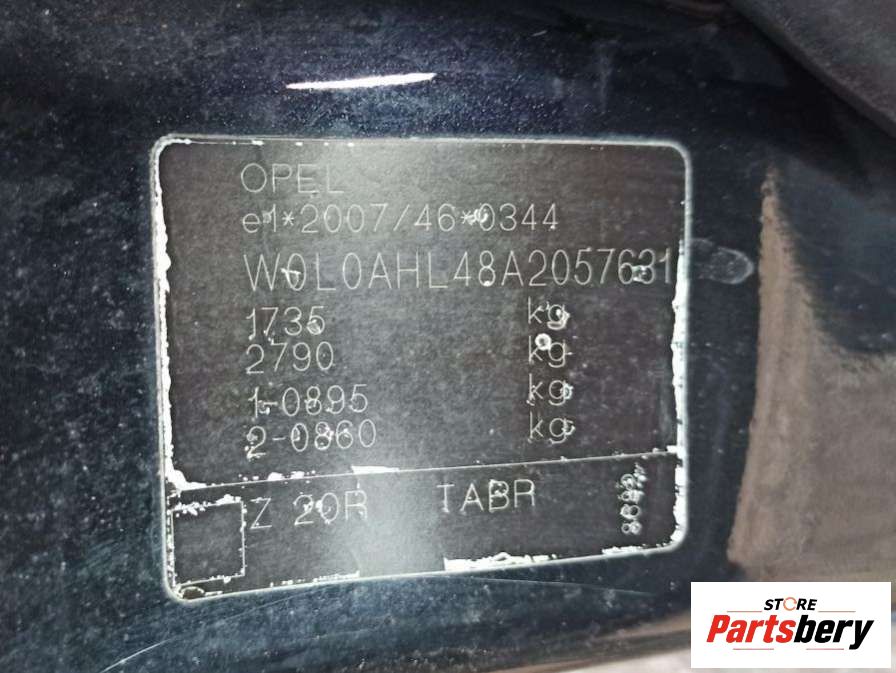 OPEL
e1*2007/46*0344
W0L0AHL48A2057631
1735 kg
2790 kg
1-0895 kg
2-0860 kg
Z 20R TABR
STORE
Partsbery